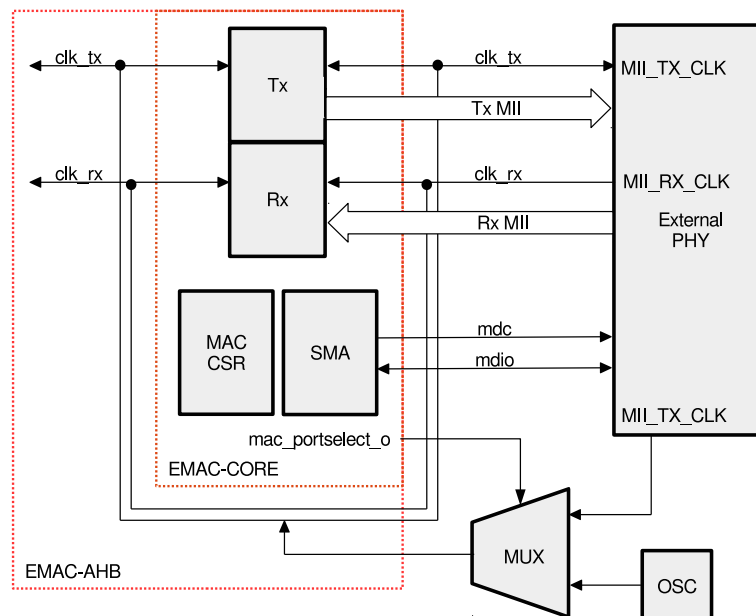 clk_tx
clk_tx
Tx
MII_TX_CLK
Tx MII
clk_rx
clk_rx
MII_RX_CLK
Rx
Rx MII
External
PHY
MAC
CSR
SMA
mdc
mdio
MII_TX_CLK
mac_portselect_o
EMAC-CORE
MUX
EMAC-AHB
OSC